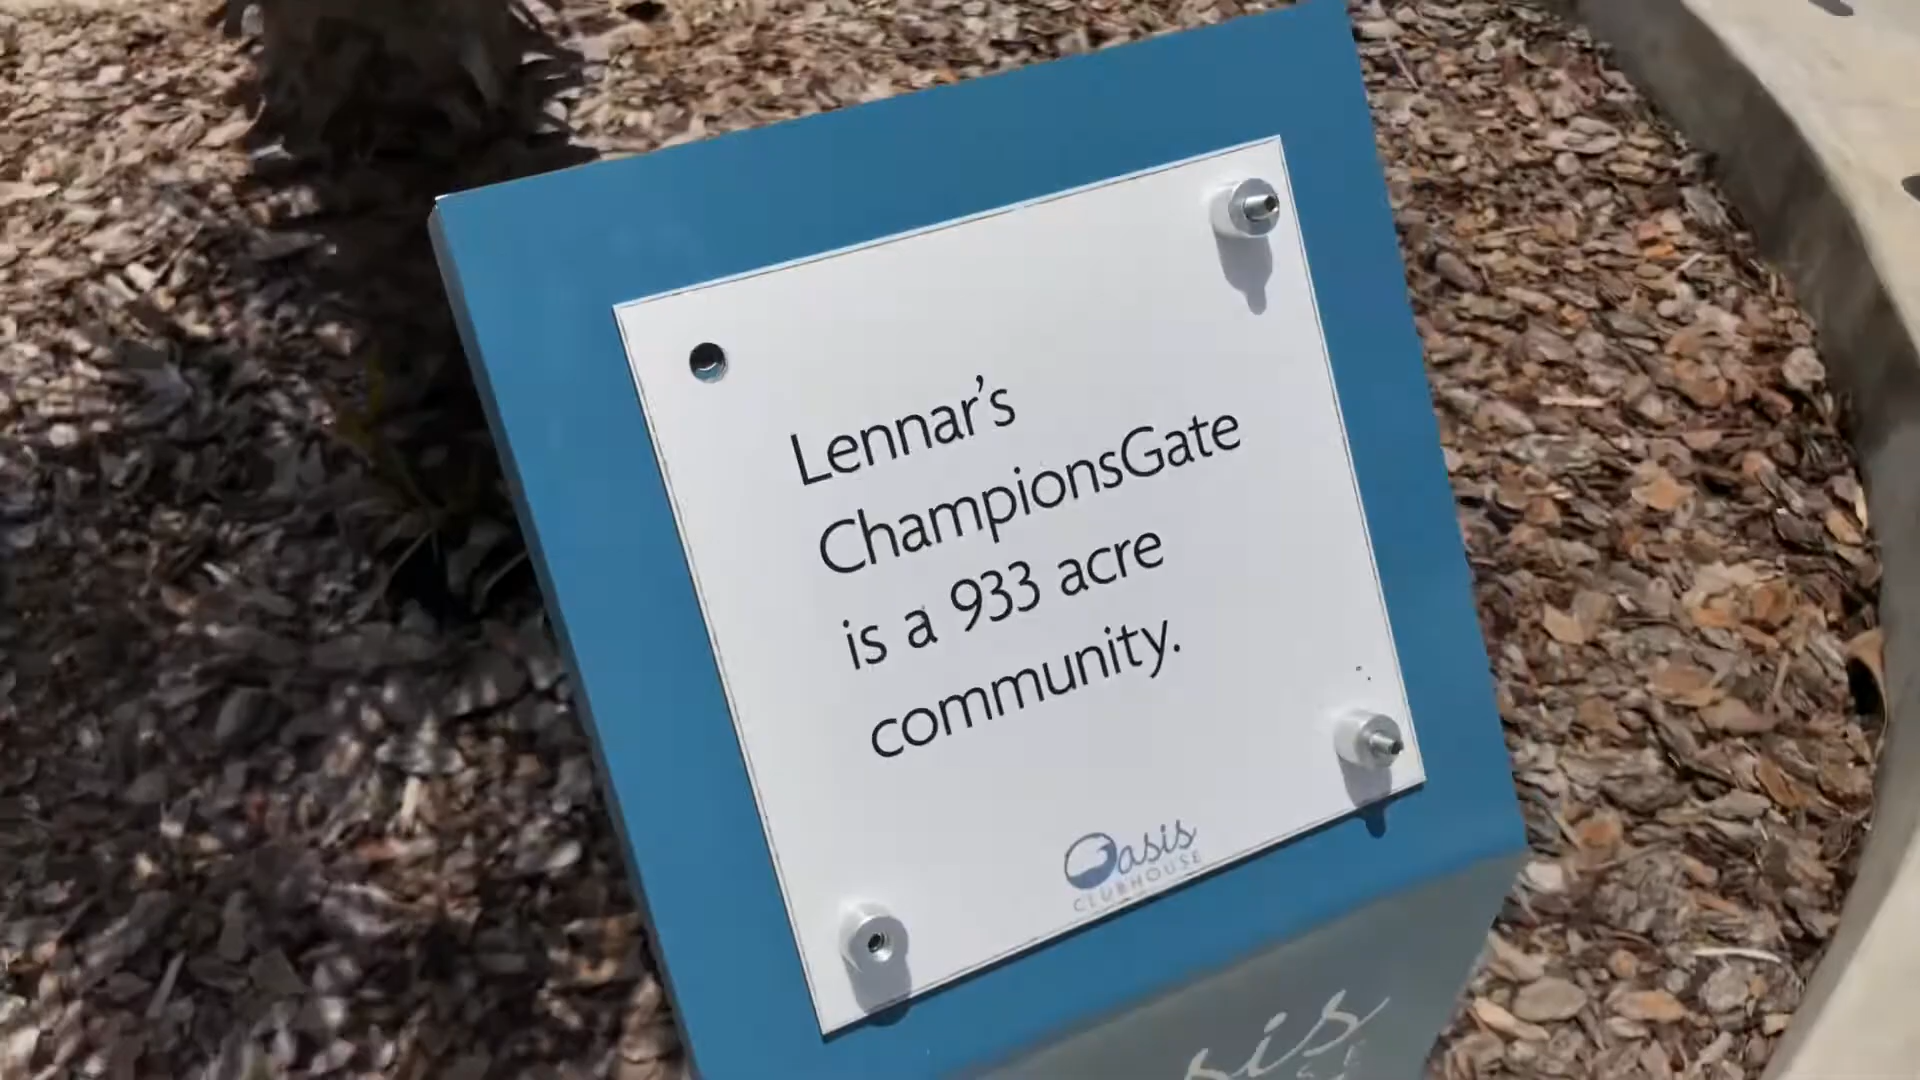 Lennar's
ChampionsGate
is a 933 acre
community.
Oasis
CLUBHOUSE